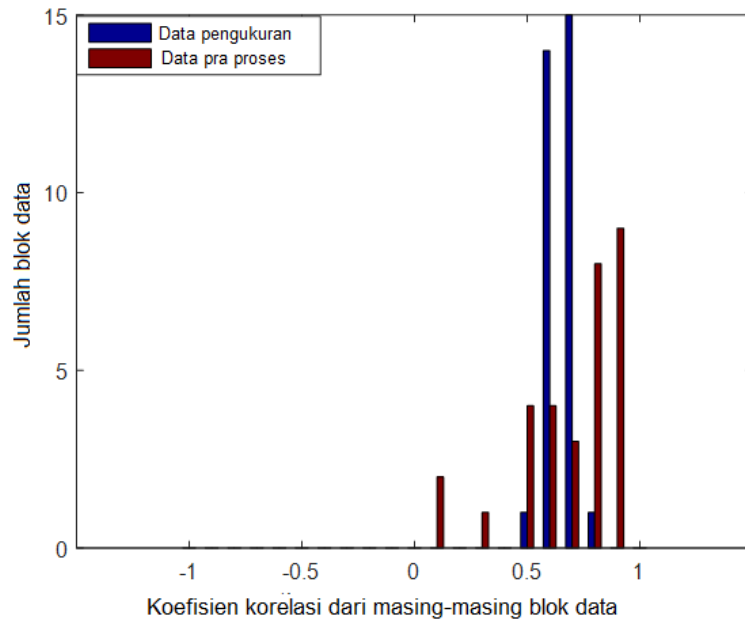 15
Data pengukuran
Data pra proses
10
5
0
Jumlah blok data
-1
-0.5
0
0.5
1
Koefisien korelasi dari masing-masing blok data